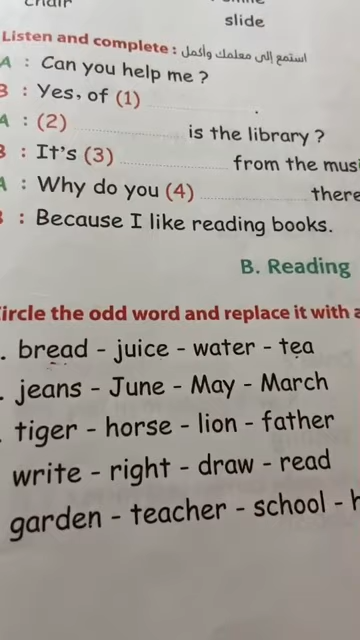 chair
slide
Listen and complete : استمع إلى معلمك وأكمل
A : Can you help me ?
B : Yes, of (1) .
A : (2) is the library ?
B : It's (3) from the
A : Why do you (4) there
B : Because I like reading books.
B. Reading
Circle the odd word and replace it with a
. bread - juice - water - tea
. jeans - June - May - March
. tiger - horse - lion - father
write - right - draw - read
garden - teacher - school -